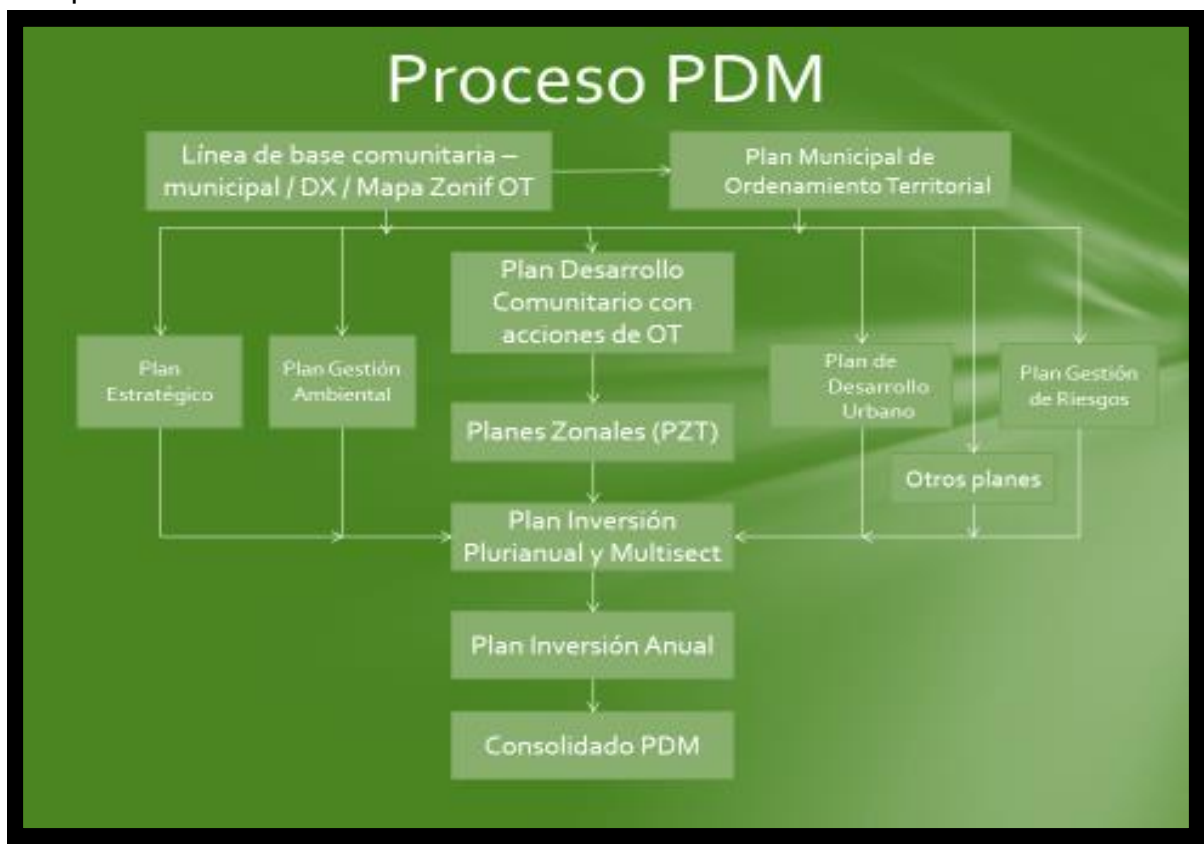 Proceso PDM
Línea de base comunitaria –
municipal / DX / Mapa Zonif OT
Plan Municipal de
Ordenamiento Territorial
Plan Desarrollo
Comunitario con
acciones de OT
Plan
Estratégico
Plan Gestión
Ambiental
Plan de
Desarrollo
Urbano
Plan Gestión
de Riesgos
Planes Zonales (PZT)
Otros planes
Plan Inversión
Plurianual y Multisect
Plan Inversión Anual
Consolidado PDM